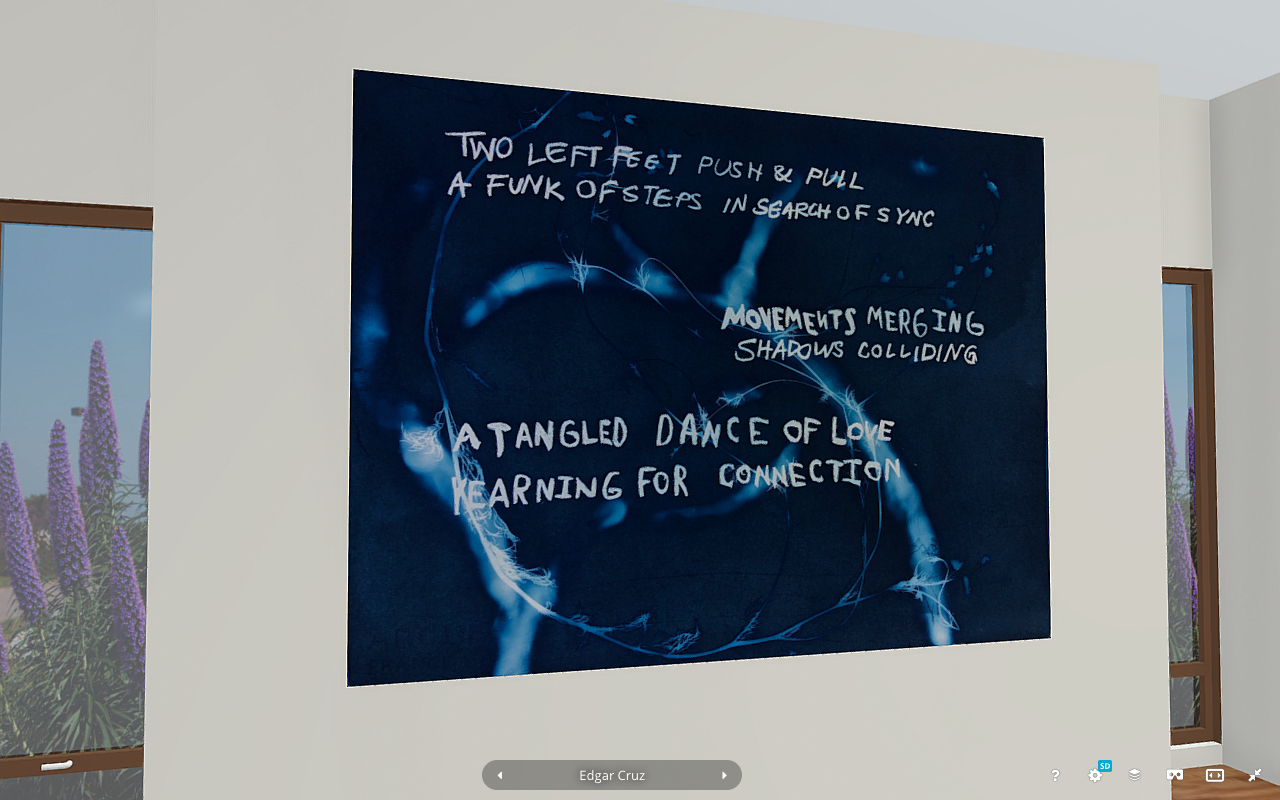 TWO LEFT FEET PUSH & PULL
A FUNK OF STEPS IN SEARCH OF SYNC
MOVEMENTS MERGING
SHADOWS COLLIDING
A TANGLED DANCE OF LOVE
YEARNING FOR CONNECTION
Edgar Cruz
?
SD